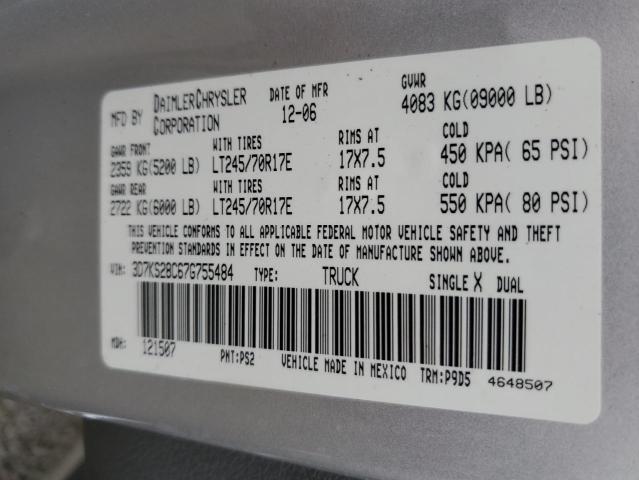 MFD BY DAIMLERCHRYSLER CORPORATION DATE OF MFR 12-06 GVWR 4083 KG(09000 LB)
GAWR FRONT WITH TIRES RIMS AT COLD
2359 KG(5200 LB) LT245/70R17E 17X7.5 450 KPA( 65 PSI)
GAWR REAR WITH TIRES RIMS AT COLD
2722 KG(6000 LB) LT245/70R17E 17X7.5 550 KPA( 80 PSI)
THIS VEHICLE CONFORMS TO ALL APPLICABLE FEDERAL MOTOR VEHICLE SAFETY AND THEFT
PREVENTION STANDARDS IN EFFECT ON THE DATE OF MANUFACTURE SHOWN ABOVE.
VIN: 3D7KS28C67G755484 TYPE: TRUCK SINGLE X DUAL
MDH: 121507 PNT:PS2 VEHICLE MADE IN MEXICO TRM:P9D5 4648507